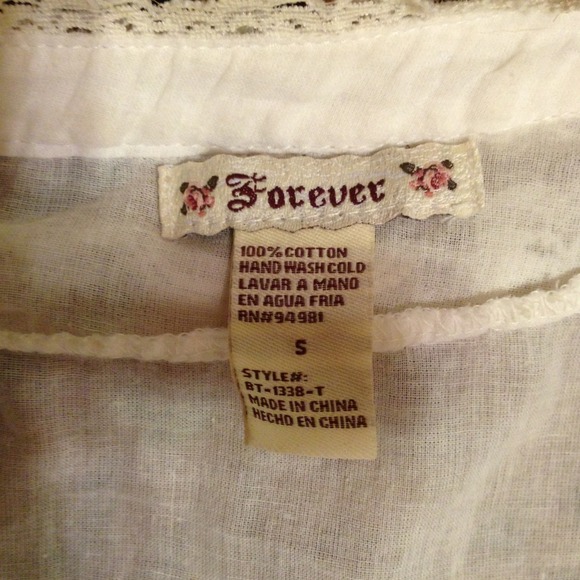 Forever
100% COTTON
HAND WASH COLD
LAVAR A MANO
EN AGUA FRIA
RN#94981
S
STYLE#:
BT-1338-T
MADE IN CHINA
HECHO EN CHINA